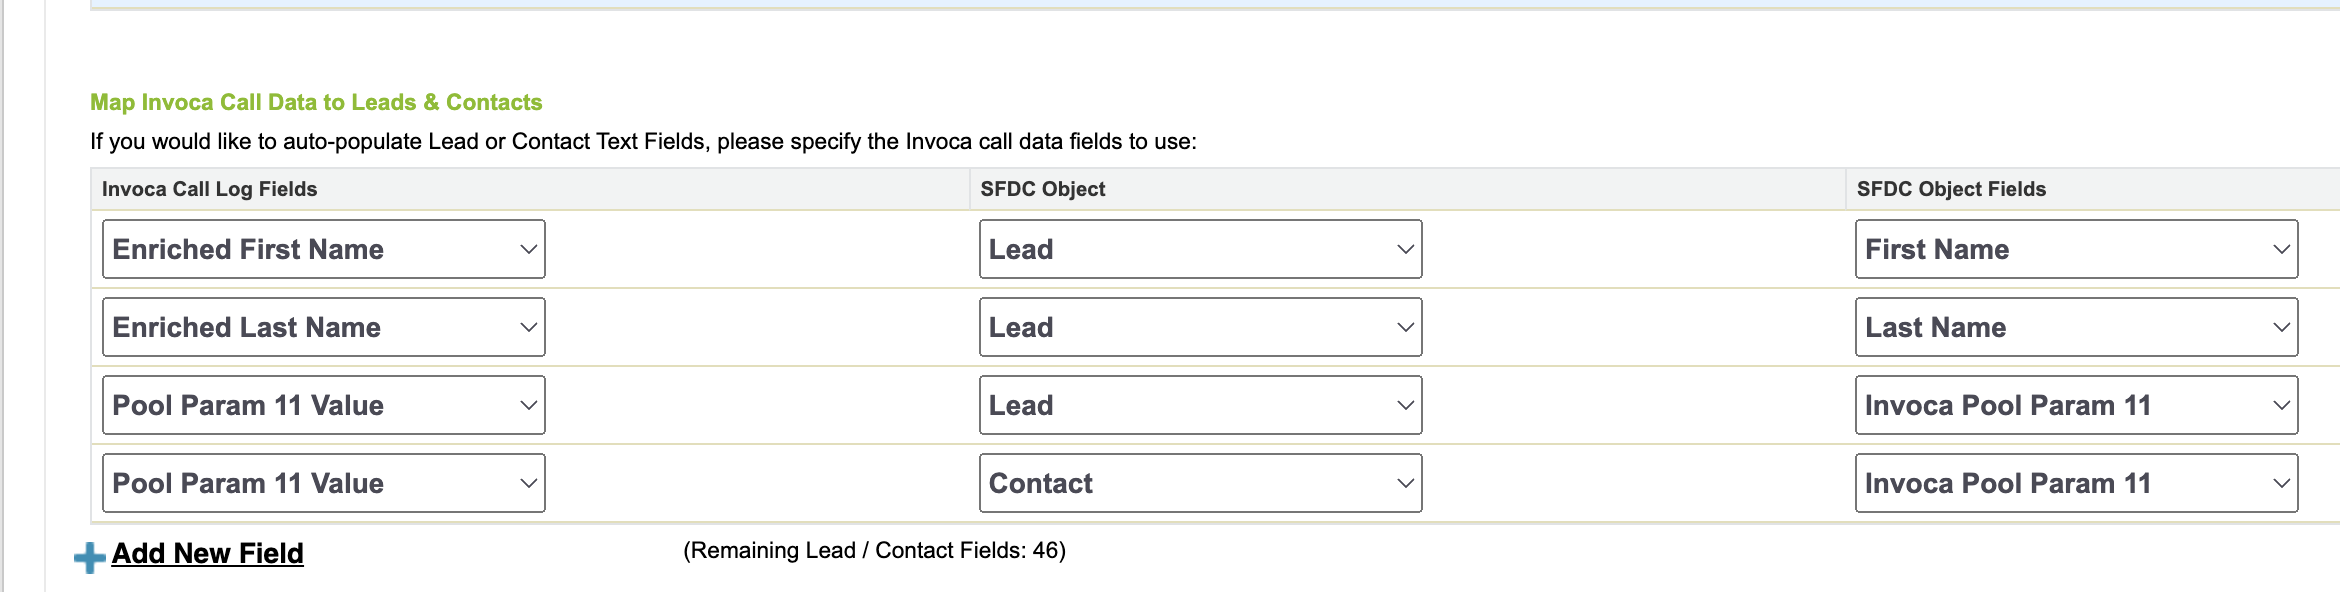 Map Invoca Call Data to Leads & Contacts
If you would like to auto-populate Lead or Contact Text Fields, please specify the Invoca call data fields to use:
Invoca Call Log Fields SFDC Object SFDC Object Fields
Enriched First Name Lead First Name
Enriched Last Name Lead Last Name
Pool Param 11 Value Lead Invoca Pool Param 11
Pool Param 11 Value Contact Invoca Pool Param 11
Add New Field (Remaining Lead / Contact Fields: 46)